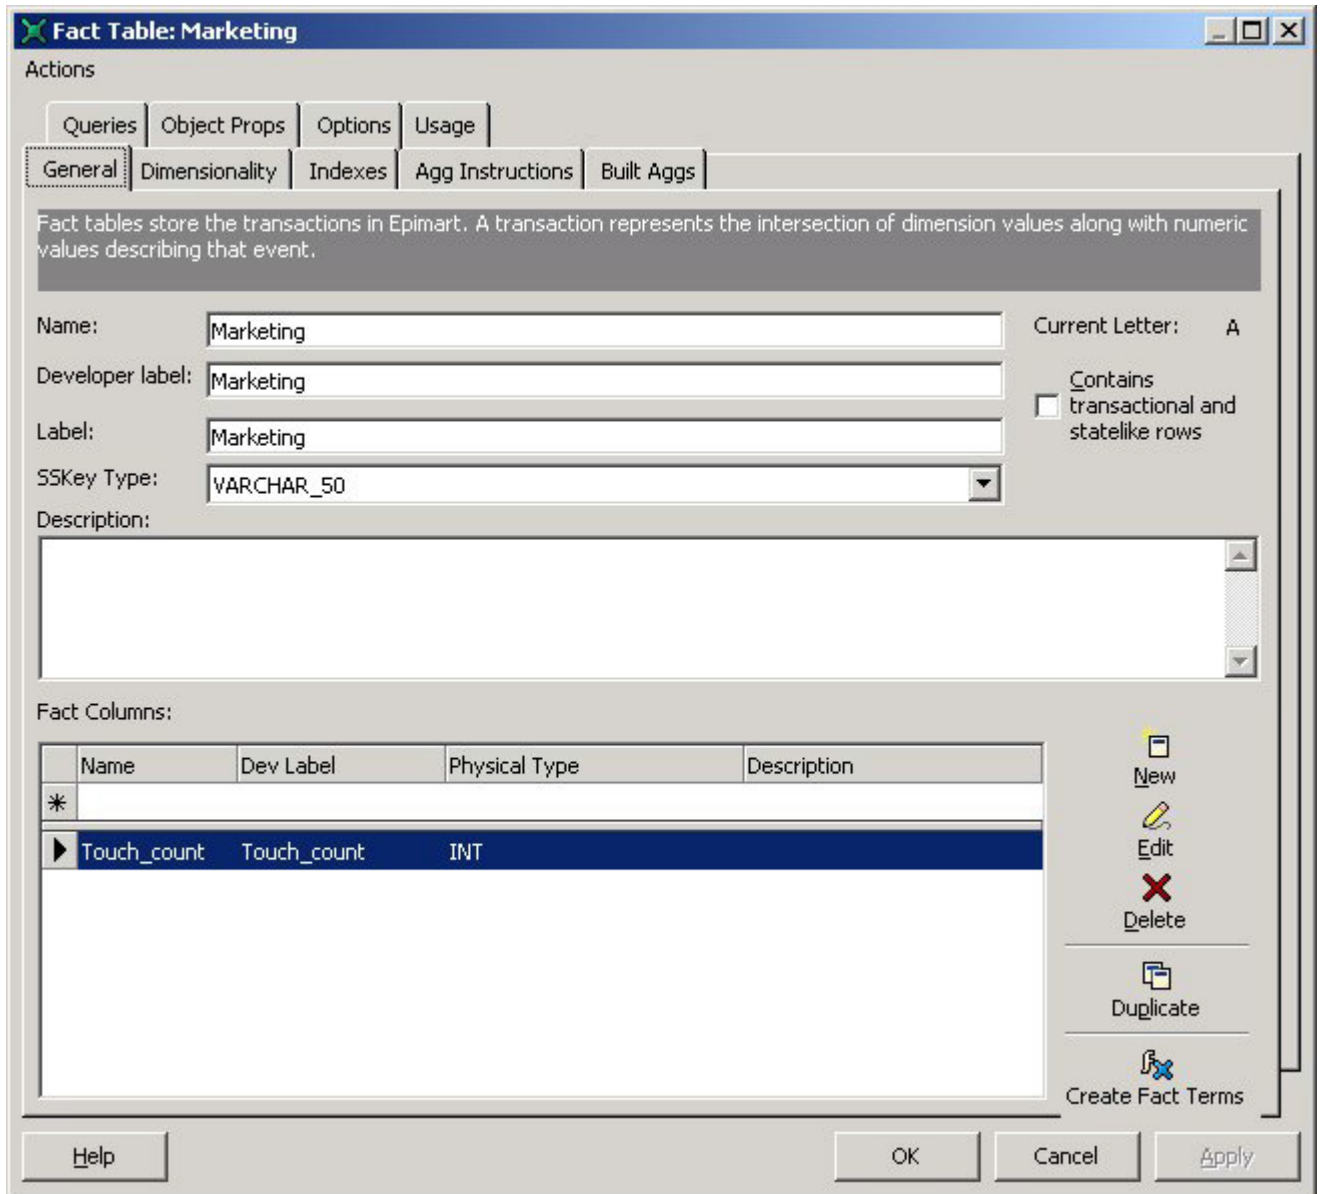 Fact Table: Marketing
Actions
Queries Object Props Options Usage
General Dimensionality Indexes Agg Instructions Built Aggs
Fact tables store the transactions in Epimart. A transaction represents the intersection of dimension values along with numeric
values describing that event.
Name: Marketing Current Letter: A
Developer label: Marketing
Contains
transactional and
statelike rows
Label: Marketing
SSKey Type: VARCHAR_50
Description:
Fact Columns:
Name Dev Label Physical Type Description
Touch_count Touch_count INT
New
Edit
Delete
Duplicate
Create Fact Terms
Help OK Cancel Apply